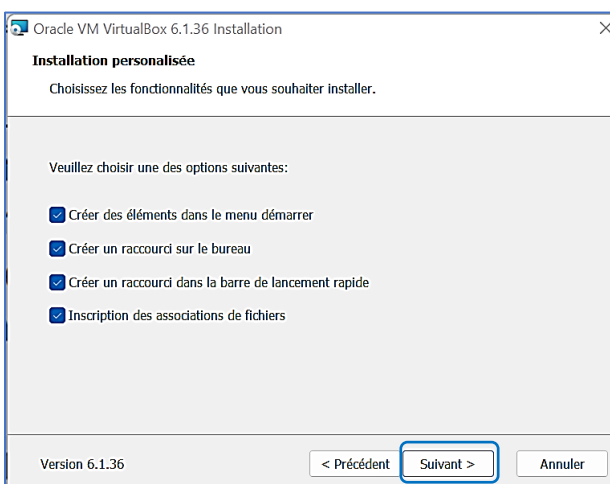 Oracle VM VirtualBox 6.1.36 Installation
Installation personalisée
Choisissez les fonctionnalités que vous souhaiter installer.
Veuillez choisir une des options suivantes:
Créer des éléments dans le menu démarrer
Créer un raccourci sur le bureau
Créer un raccourci dans la barre de lancement rapide
Inscription des associations de fichiers
Version 6.1.36
< Précédent
Suivant >
Annuler